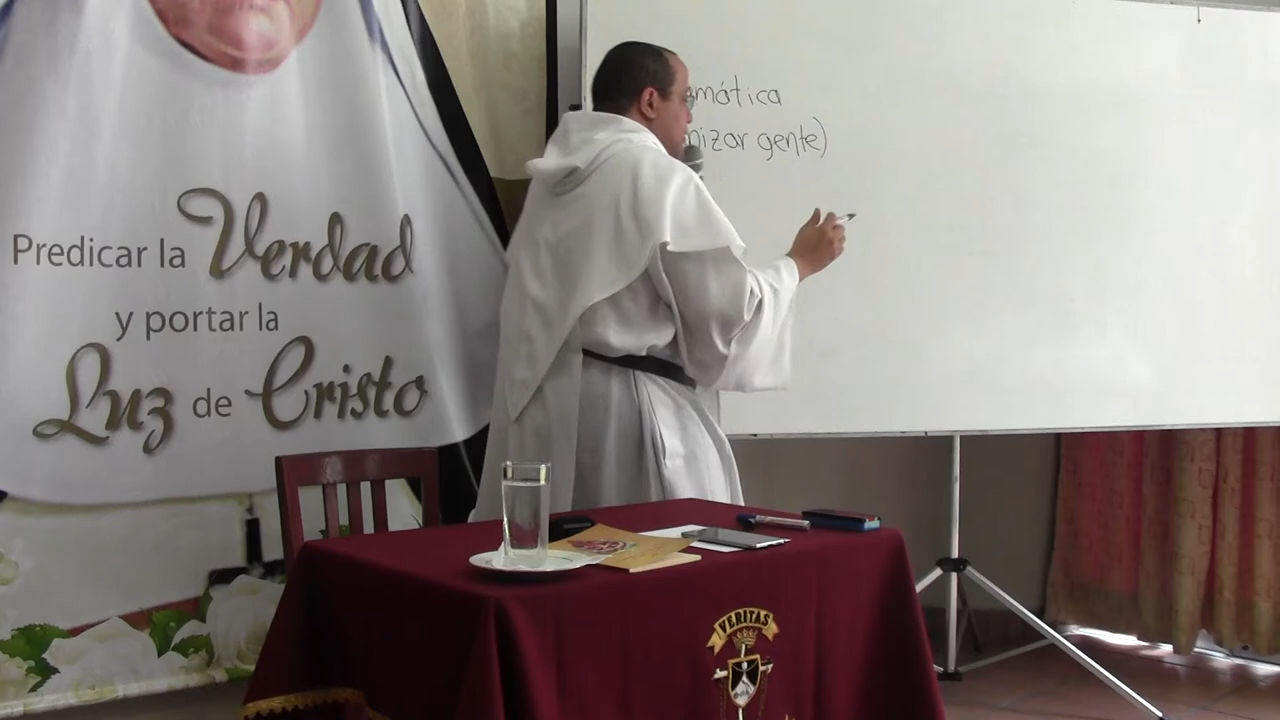 Predicar la Verdad
y portar la
Luz de Cristo
mática
nizar gente)
VERITAS